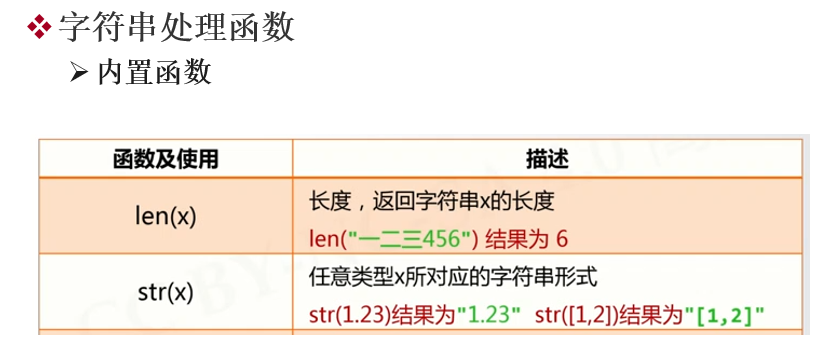 字符串处理函数
内置函数
函数及使用 描述
len(x) 长度，返回字符串x的长度
len("一二三456") 结果为 6
str(x) 任意类型x所对应的字符串形式
str(1.23)结果为"1.23" str([1,2])结果为"[1,2]"